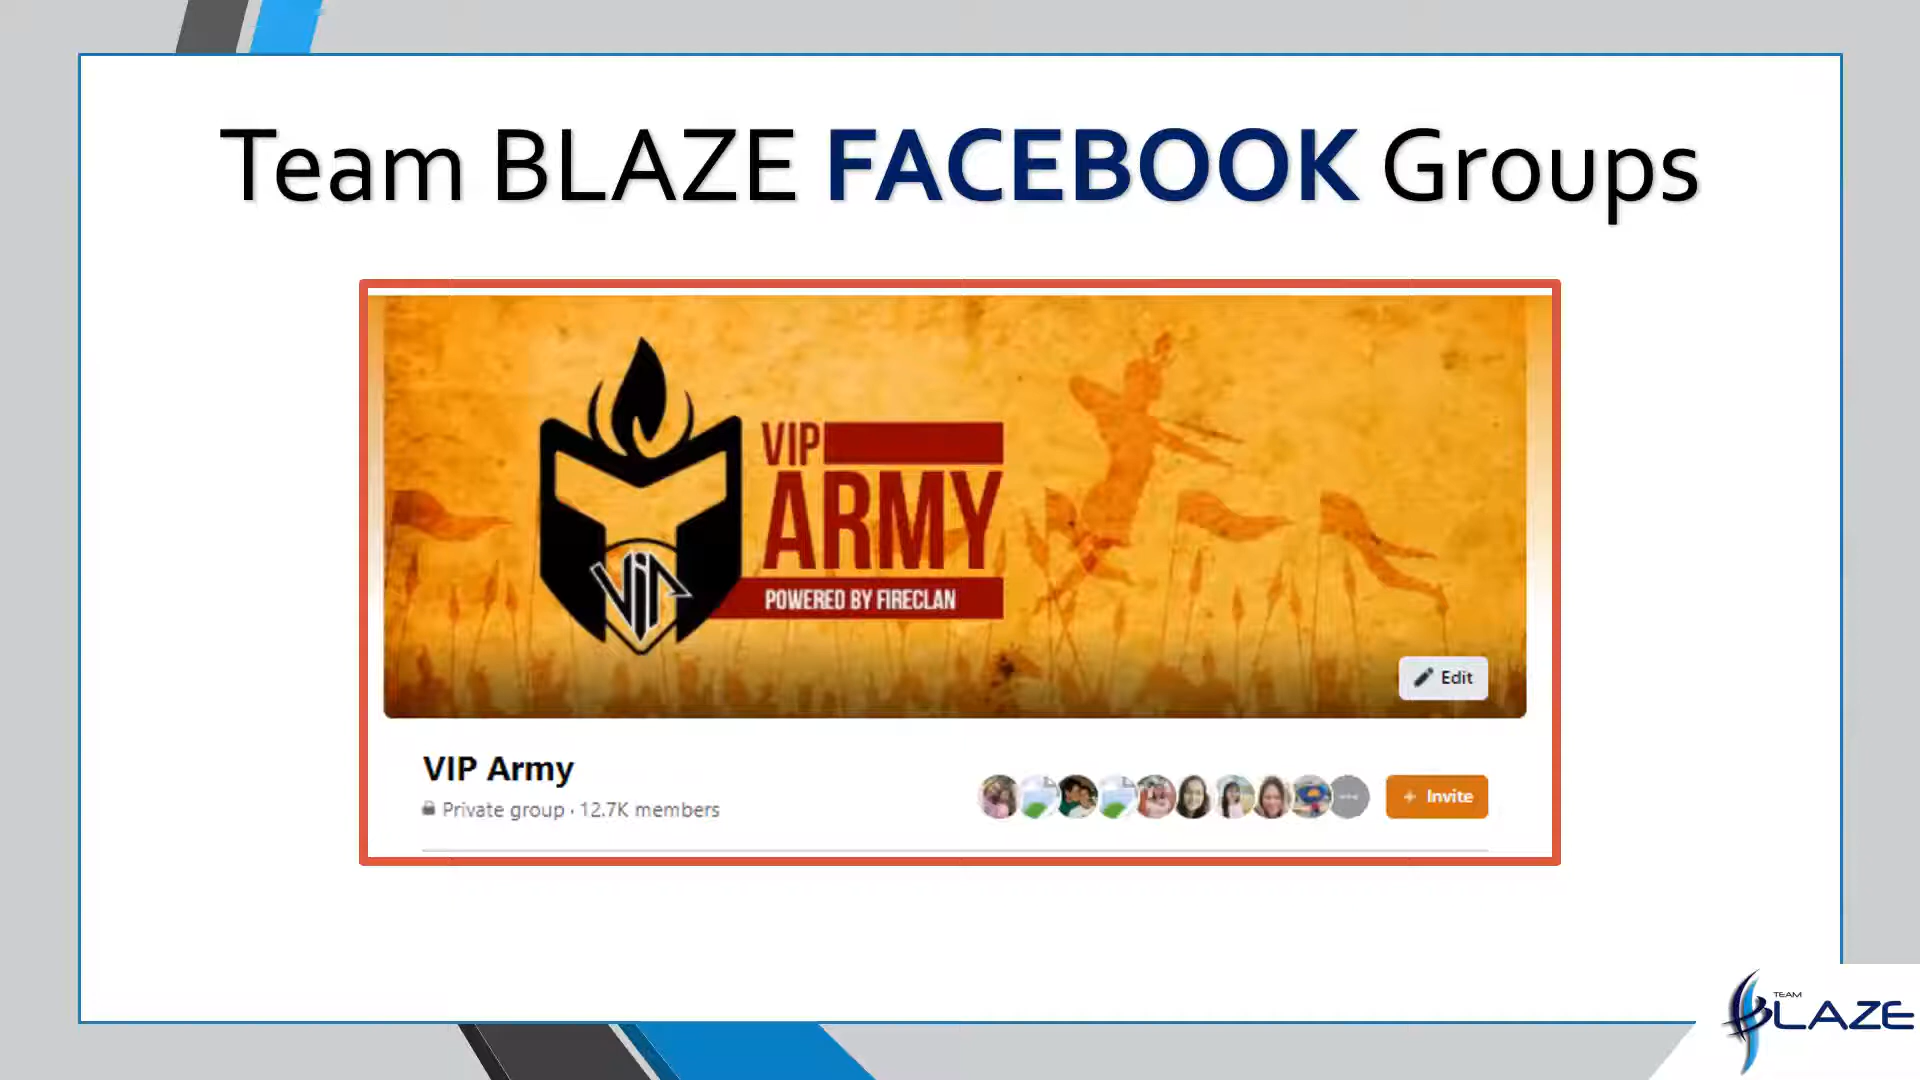 Team BLAZE FACEBOOK Groups
VIP
ARMY
POWERED BY FIRECLAN
VIP
Edit
VIP Army
Private group · 12.7K members
+ Invite
TEAM
BLAZE